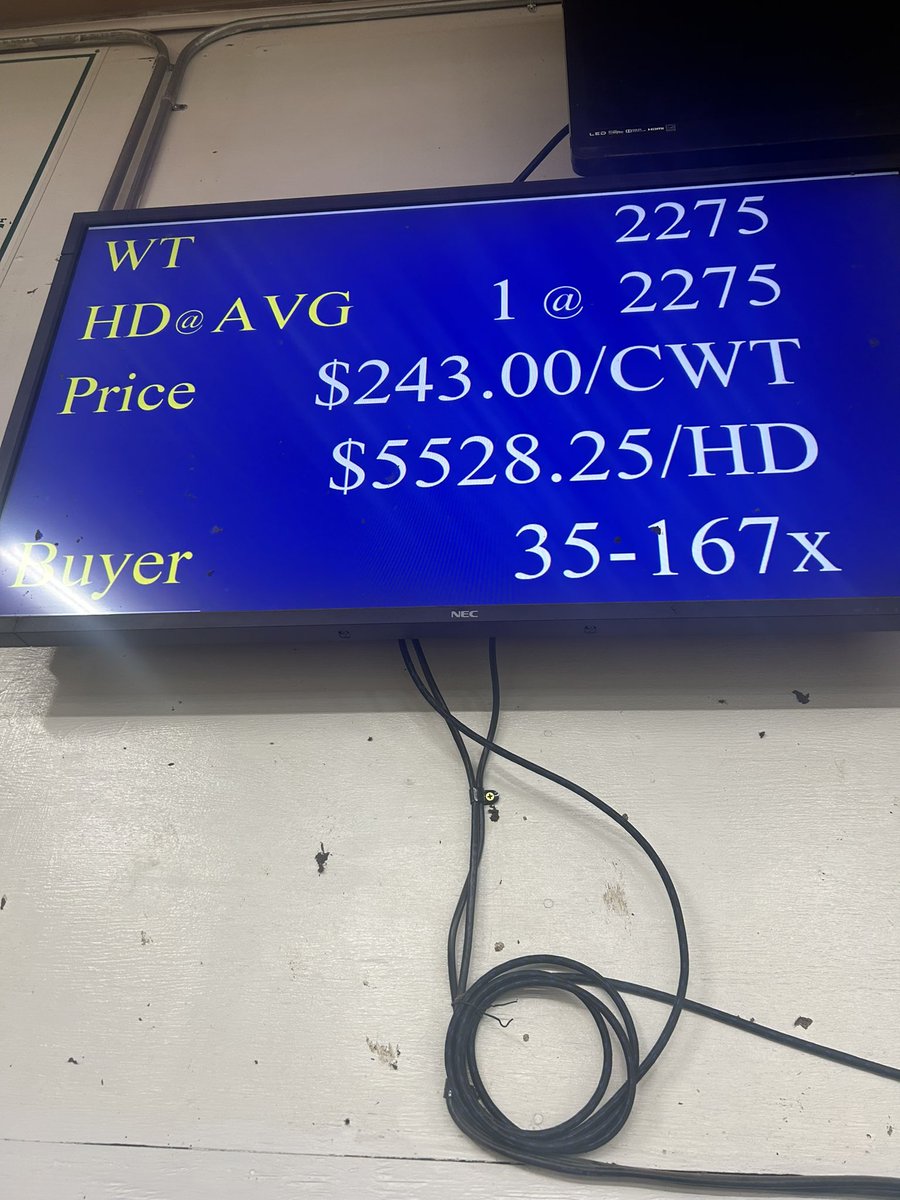 WT 2275
HD@AVG 1 @ 2275
Price $243.00/CWT
$5528.25/HD
Buyer 35-167x
NEC